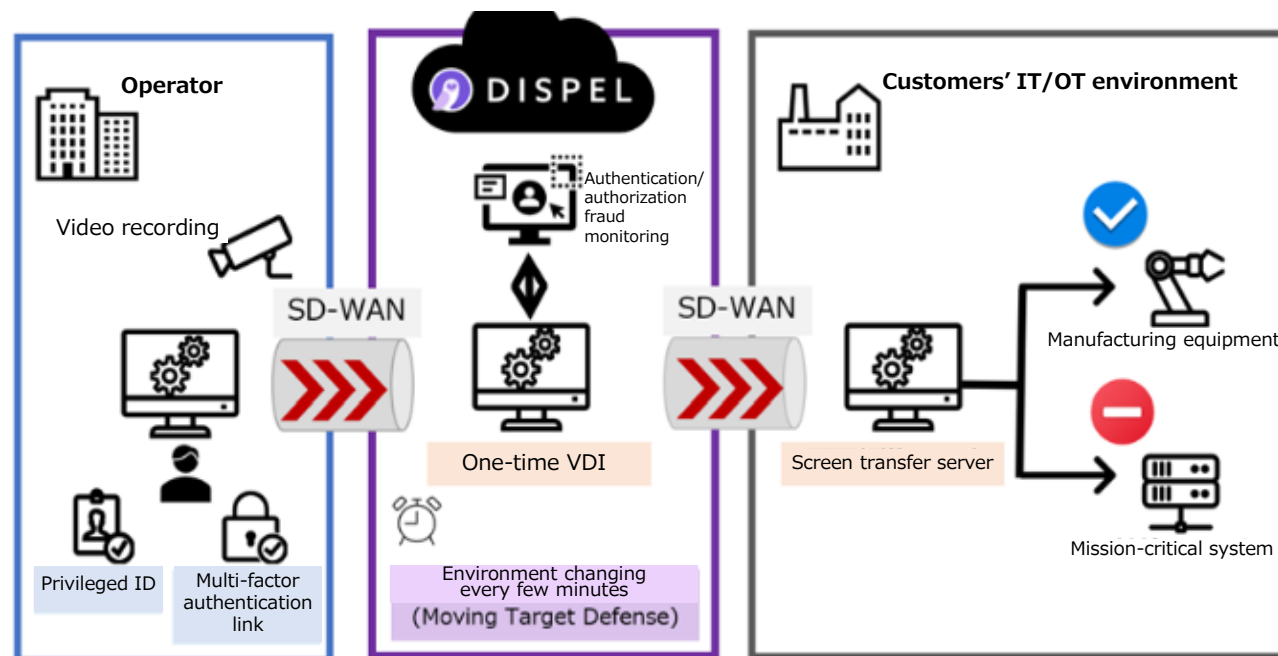 Operator
Video recording
SD-WAN
Privileged ID
Multi-factor
authentication
link
DISPEL
Authentication/
authorization
fraud
monitoring
One-time VDI
Environment changing
every few minutes
(Moving Target Defense)
SD-WAN
Customers’ IT/OT environment
Screen transfer server
Manufacturing equipment
Mission-critical system